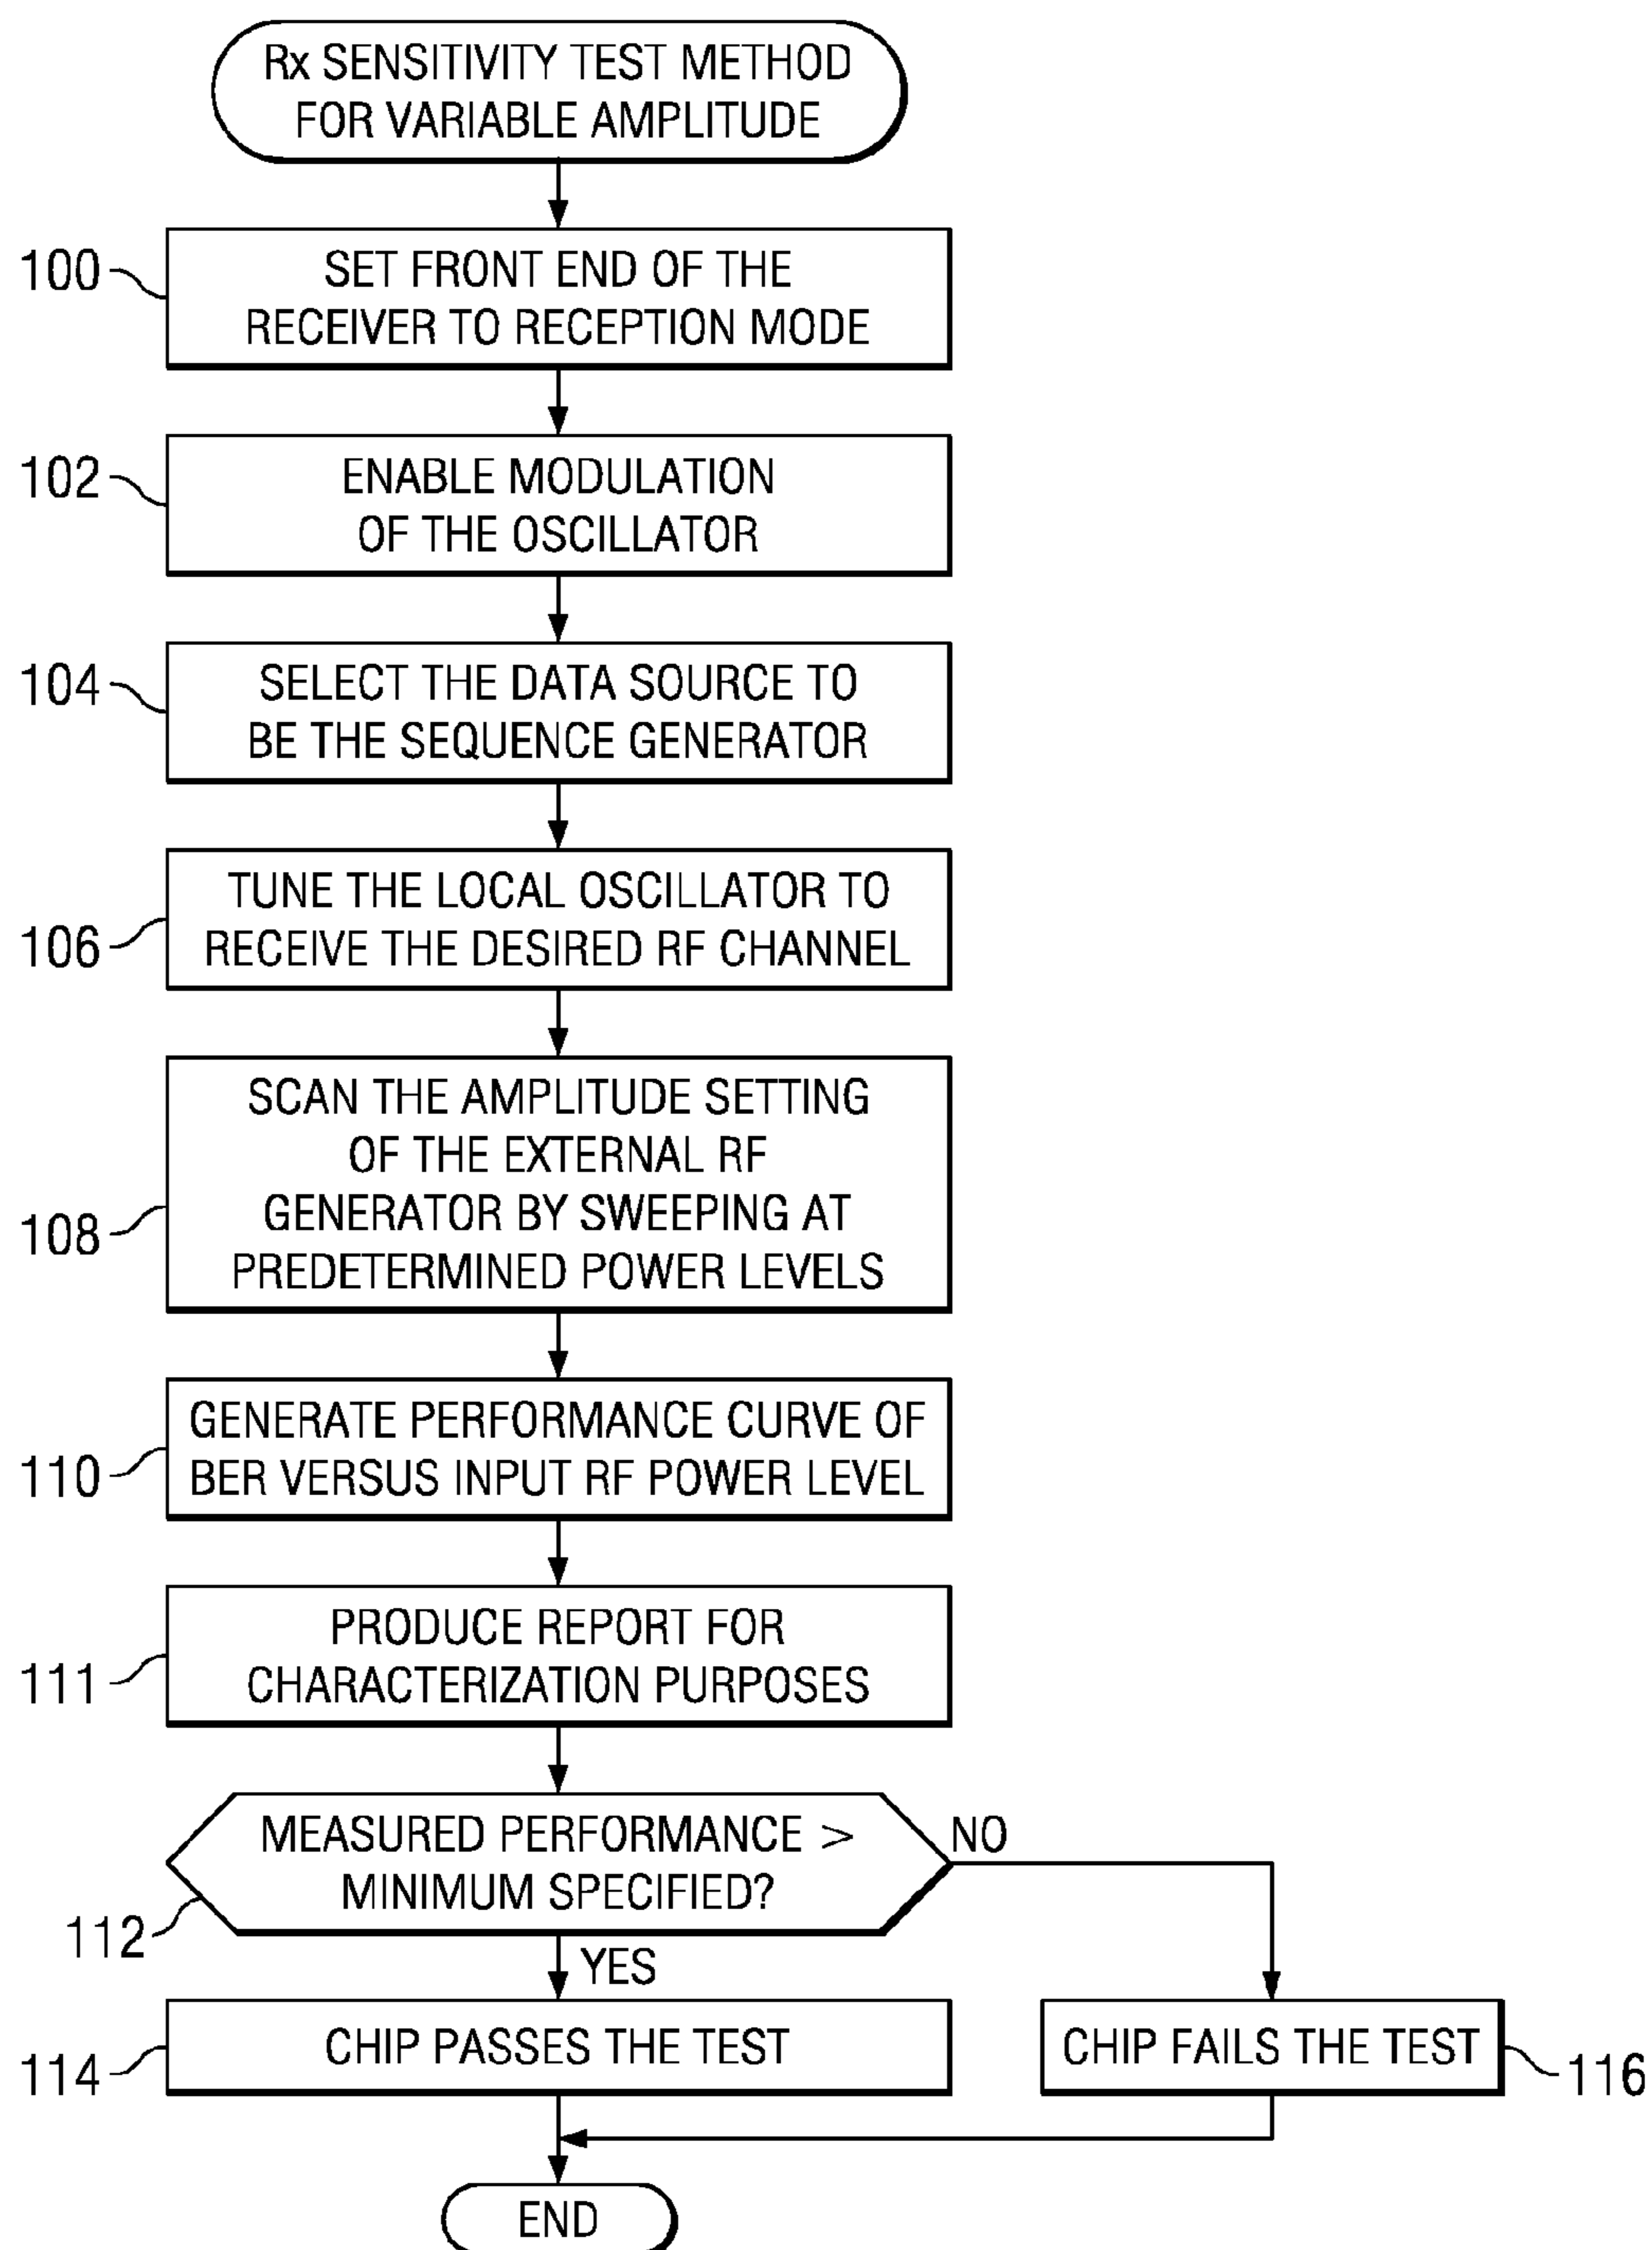 Rx SENSITIVITY TEST METHOD
FOR VARIABLE AMPLITUDE
100
SET FRONT END OF THE
RECEIVER TO RECEPTION MODE
102
ENABLE MODULATION
OF THE OSCILLATOR
104
SELECT THE DATA SOURCE TO
BE THE SEQUENCE GENERATOR
106
TUNE THE LOCAL OSCILLATOR TO
RECEIVE THE DESIRED RF CHANNEL
108
SCAN THE AMPLITUDE SETTING
OF THE EXTERNAL RF
GENERATOR BY SWEEPING AT
PREDETERMINED POWER LEVELS
110
GENERATE PERFORMANCE CURVE OF
BER VERSUS INPUT RF POWER LEVEL
111
PRODUCE REPORT FOR
CHARACTERIZATION PURPOSES
112
MEASURED PERFORMANCE >
MINIMUM SPECIFIED?
NO
YES
114
CHIP PASSES THE TEST
CHIP FAILS THE TEST
116
END